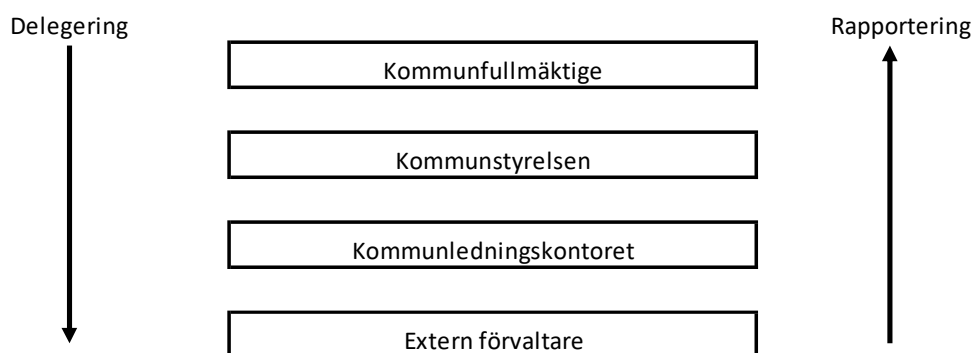 Delegering
Rapportering
Kommunfullmäktige
Kommunstyrelsen
Kommunledningskontoret
Extern förvaltare